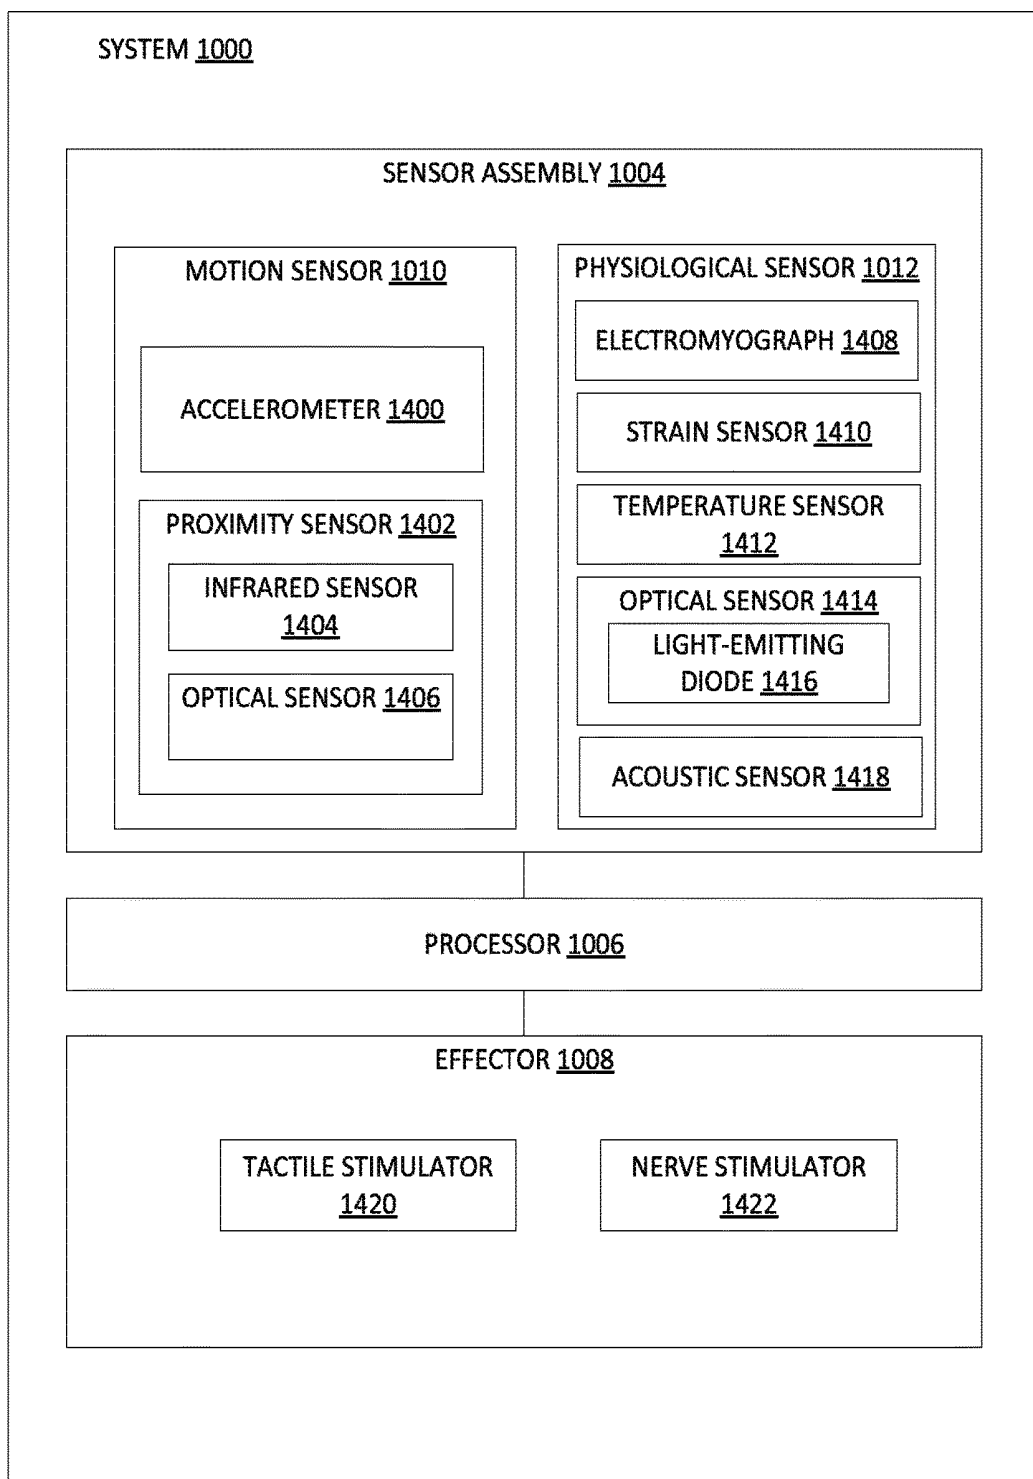 SYSTEM 1000
SENSOR ASSEMBLY 1004
MOTION SENSOR 1010
ACCELEROMETER 1400
PROXIMITY SENSOR 1402
INFRARED SENSOR
1404
OPTICAL SENSOR 1406
PHYSIOLOGICAL SENSOR 1012
ELECTROMYOGRAPH 1408
STRAIN SENSOR 1410
TEMPERATURE SENSOR
1412
OPTICAL SENSOR 1414
LIGHT-EMITTING
DIODE 1416
ACOUSTIC SENSOR 1418
PROCESSOR 1006
EFFECTOR 1008
TACTILE STIMULATOR
1420
NERVE STIMULATOR
1422